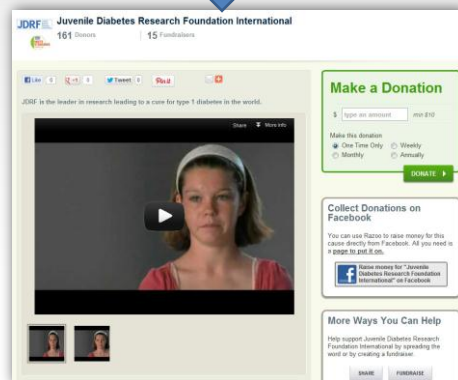 JDRF
Juvenile Diabetes Research Foundation International
161 Donors 15 Fundraisers
Like 0 +1 0 Tweet 0 Pin it
JDRF is the leader in research leading to a cure for type 1 diabetes in the world.
Share More Info
Make a Donation
$ type an amount min $10
Make this donation
One Time Only Weekly
Monthly Annually
DONATE
Collect Donations on
Facebook
You can use Razoo to raise money for this
cause directly from Facebook. All you need is
a page to put it on.
Raise money for "Juvenile
Diabetes Research Foundation
International" on Facebook
More Ways You Can Help
Help support Juvenile Diabetes Research
Foundation International by spreading the
word or by creating a fundraiser.
SHARE FUNDRAISE